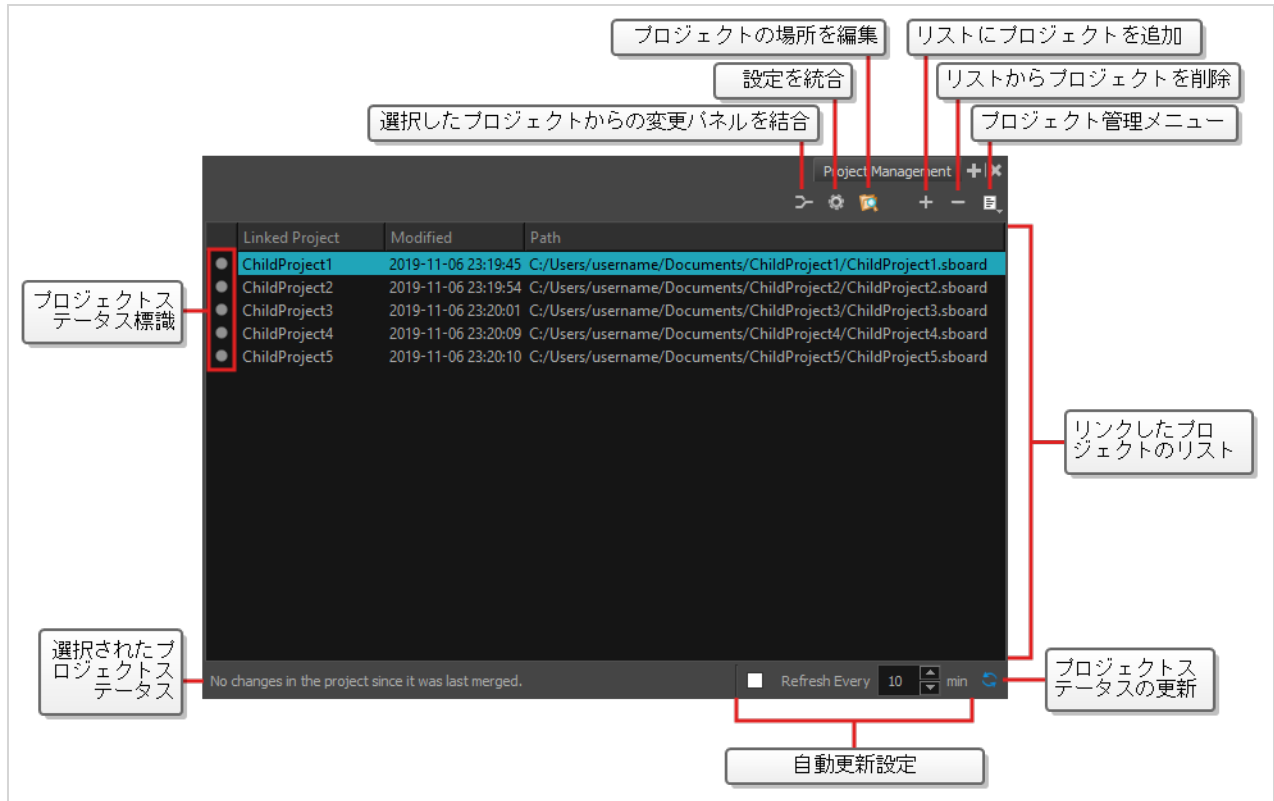 プロジェクトの場所を編集
リストにプロジェクトを追加
設定を統合
リストからプロジェクトを削除
選択したプロジェクトからの変更パネルを結合
プロジェクト管理メニュー
Project Management
Linked Project Modified Path
ChildProject1 2019-11-06 23:19:45 C:/Users/username/Documents/ChildProject1/ChildProject1.sboard
ChildProject2 2019-11-06 23:19:54 C:/Users/username/Documents/ChildProject2/ChildProject2.sboard
ChildProject3 2019-11-06 23:20:01 C:/Users/username/Documents/ChildProject3/ChildProject3.sboard
ChildProject4 2019-11-06 23:20:09 C:/Users/username/Documents/ChildProject4/ChildProject4.sboard
ChildProject5 2019-11-06 23:20:10 C:/Users/username/Documents/ChildProject5/ChildProject5.sboard
プロジェクトス
テータス標識
リンクしたプロ
ジェクトのリスト
選択されたプ
ロジェクトス
テータス
No changes in the project since it was last merged.
Refresh Every 10 min
プロジェクトス
テータスの更新
自動更新設定